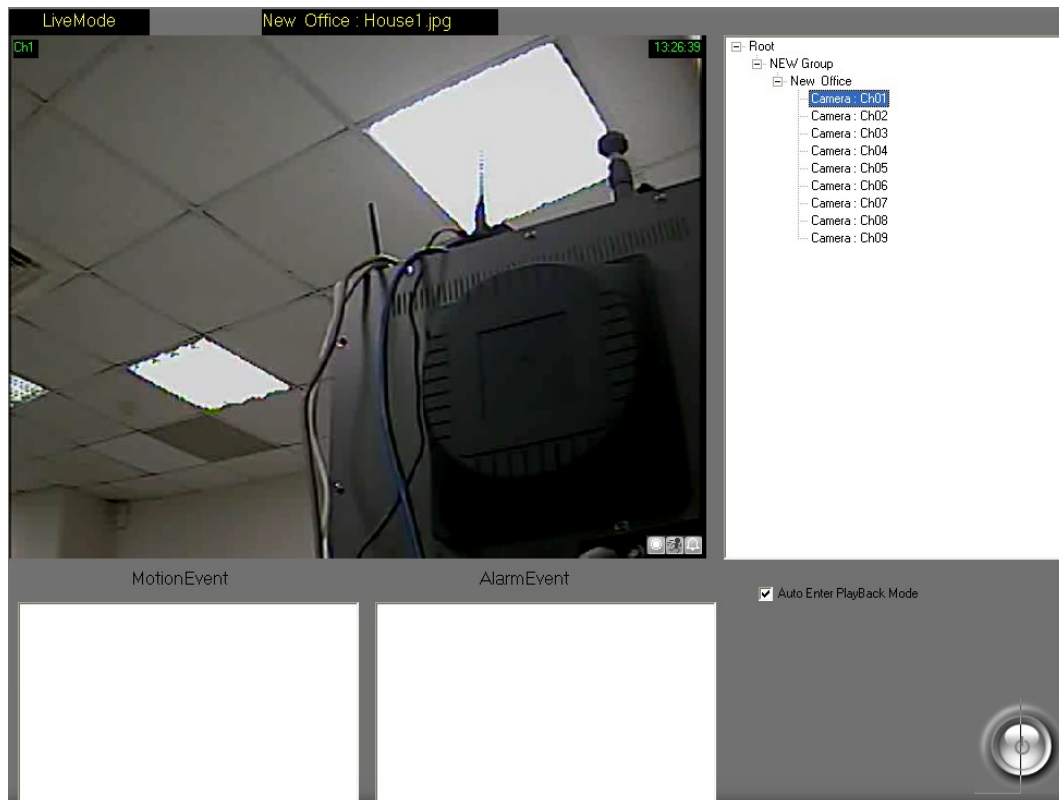 LiveMode
New Office : House1.jpg
Ch1
13:26:39
Root
NEW Group
New Office
Camera : Ch01
Camera : Ch02
Camera : Ch03
Camera : Ch04
Camera : Ch05
Camera : Ch06
Camera : Ch07
Camera : Ch08
Camera : Ch09
MotionEvent
AlarmEvent
Auto Enter PlayBack Mode